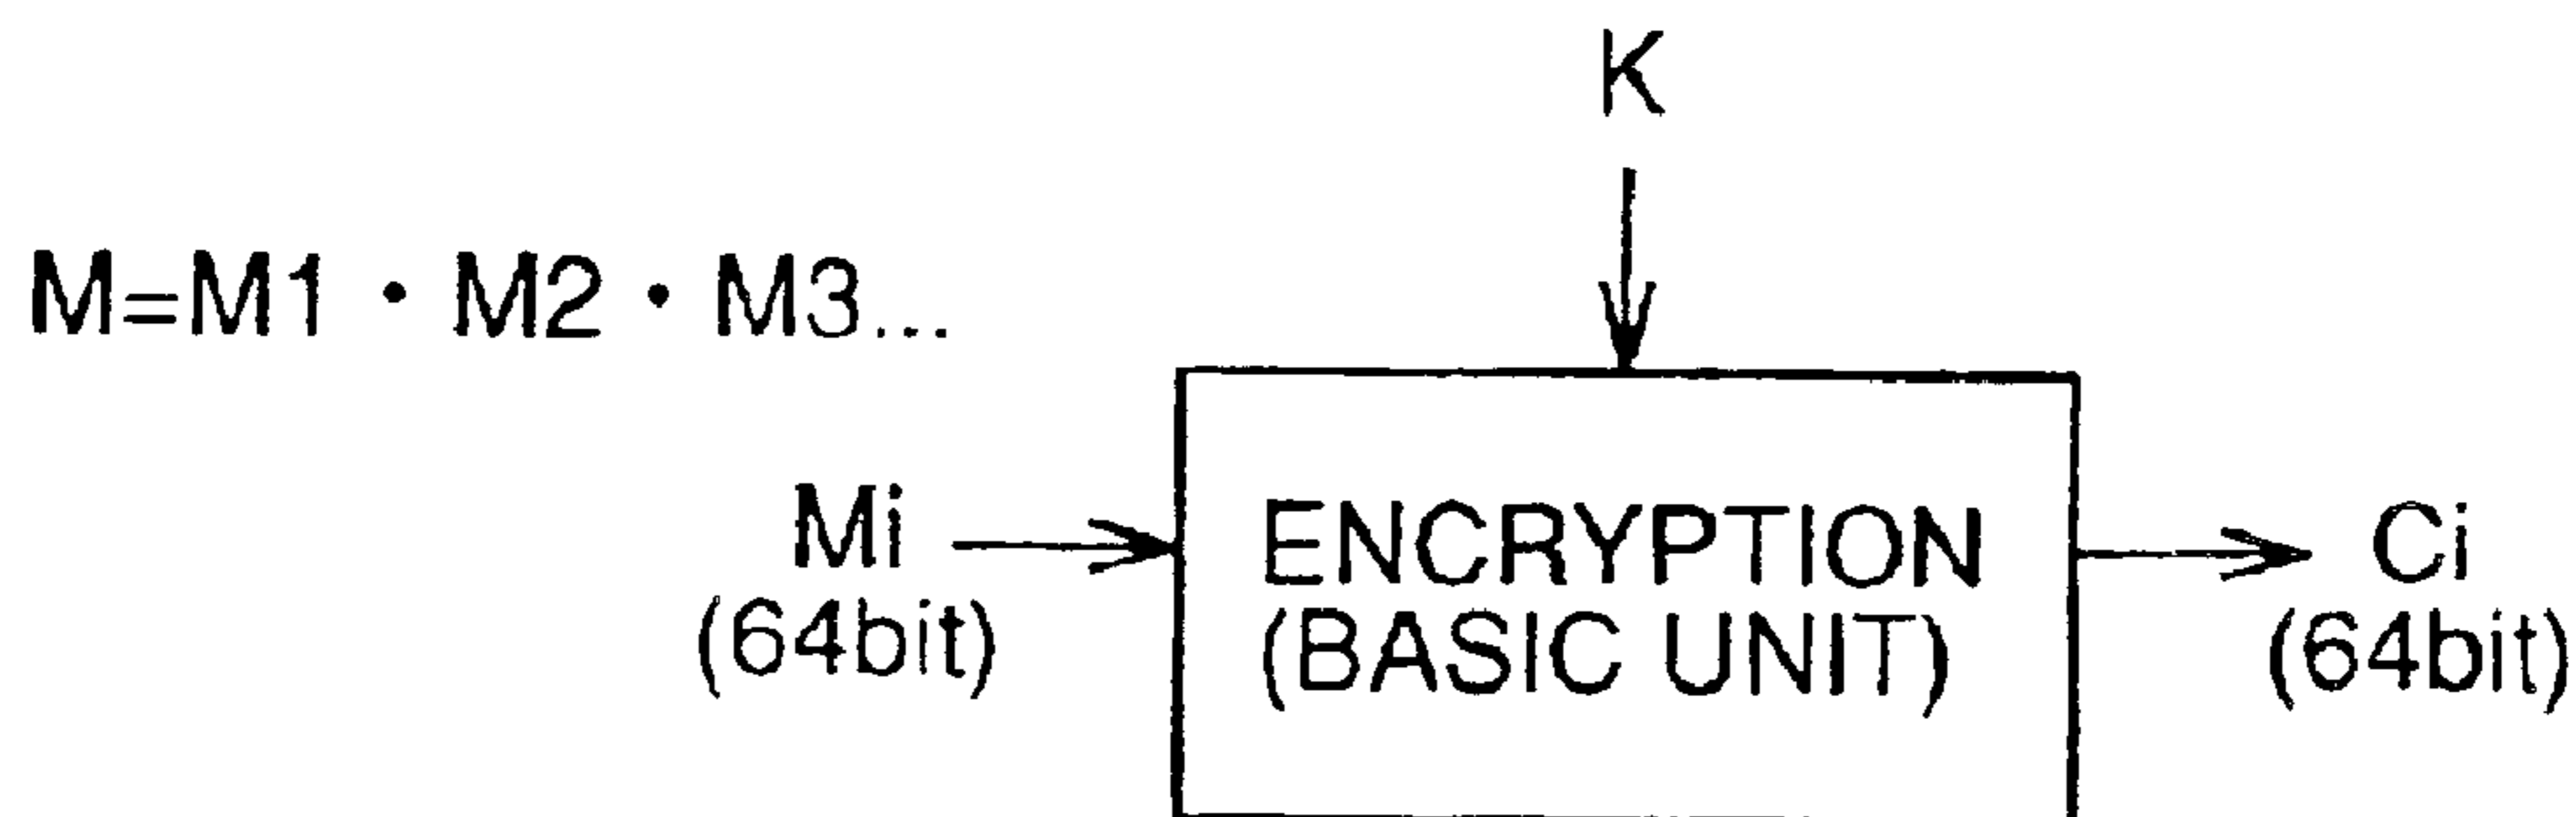 K
M=M1 · M2 · M3...
Mi
(64bit)
ENCRYPTION
(BASIC UNIT)
Ci
(64bit)